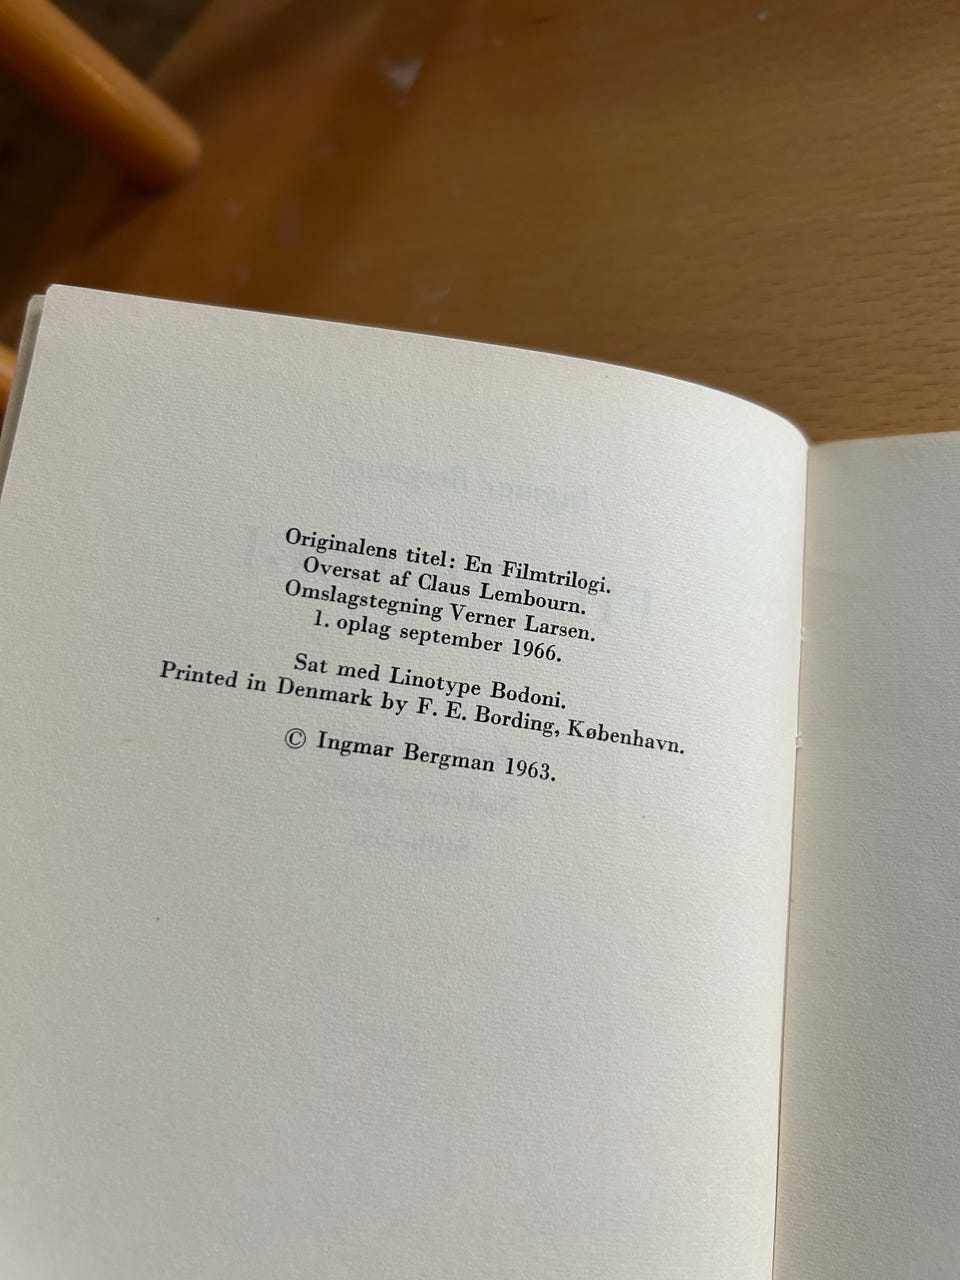 Originalens titel: En Filmtrilogi.
Oversat af Claus Lembourn.
Omslagstegning Verner Larsen.
1. oplag september 1966.
Sat med Linotype Bodoni.
Printed in Denmark by F. E. Bording, København.
© Ingmar Bergman 1963.